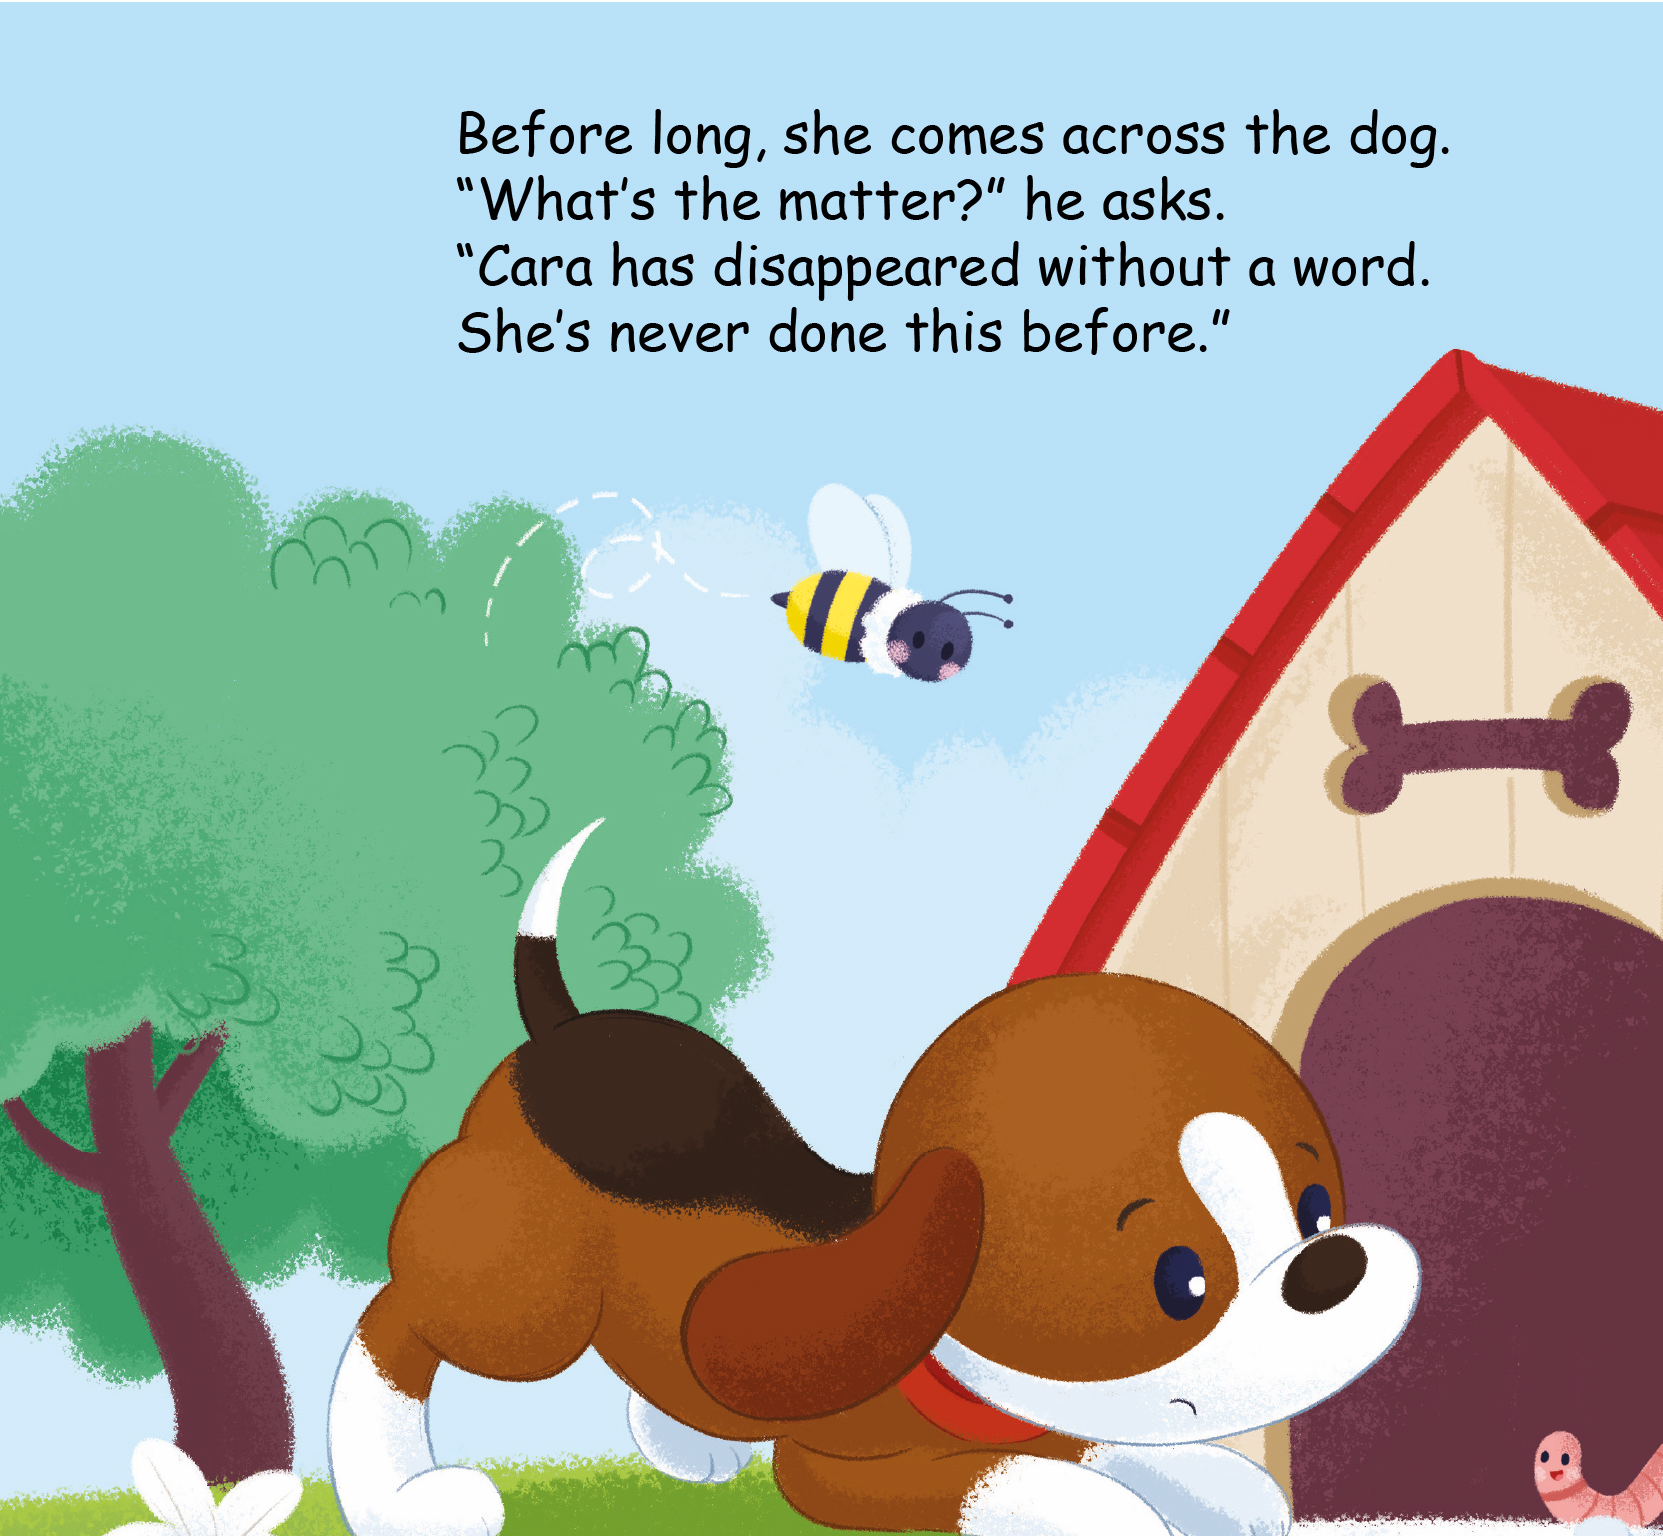 Before long, she comes across the dog.
“What’s the matter?” he asks.
“Cara has disappeared without a word.
She’s never done this before.”